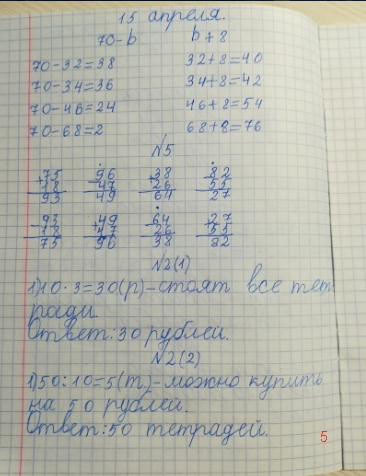 15 апреля.
70-b b+8
70-32=38 32+8=40
70-34=36 34+8=42
70-46=24 46+8=54
70-68=2 68+8=76
N5
+75 -96 +38 -82
18 47 26 55
93 49 64 27
-93 +49 -64 +27
18 47 26 55
75 96 38 82
N2(1)
1)10·3=30(р)-стоят все тет
ради.
Ответ:30 рублей.
N2(2)
1)50:10=5(т.)-можно купить
на 50 рублей.
Ответ:50 тетрадей.
5